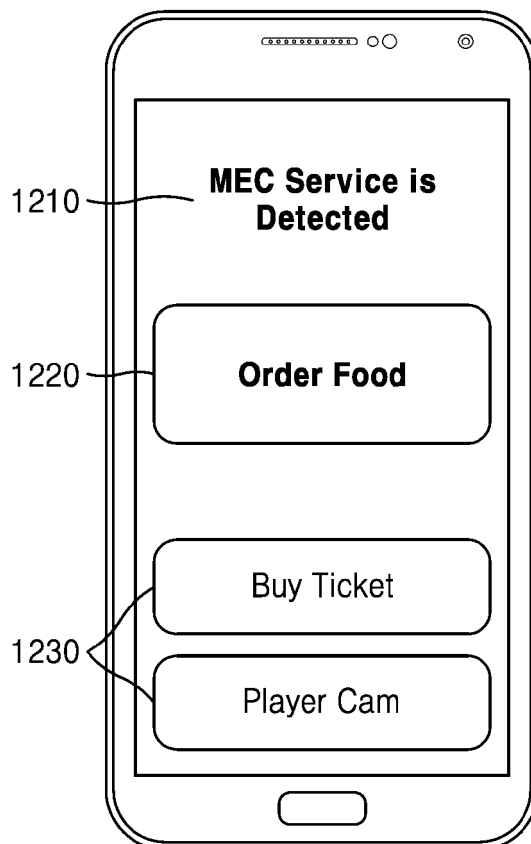 1210
MEC Service is
Detected
1220
Order Food
1230
Buy Ticket
Player Cam